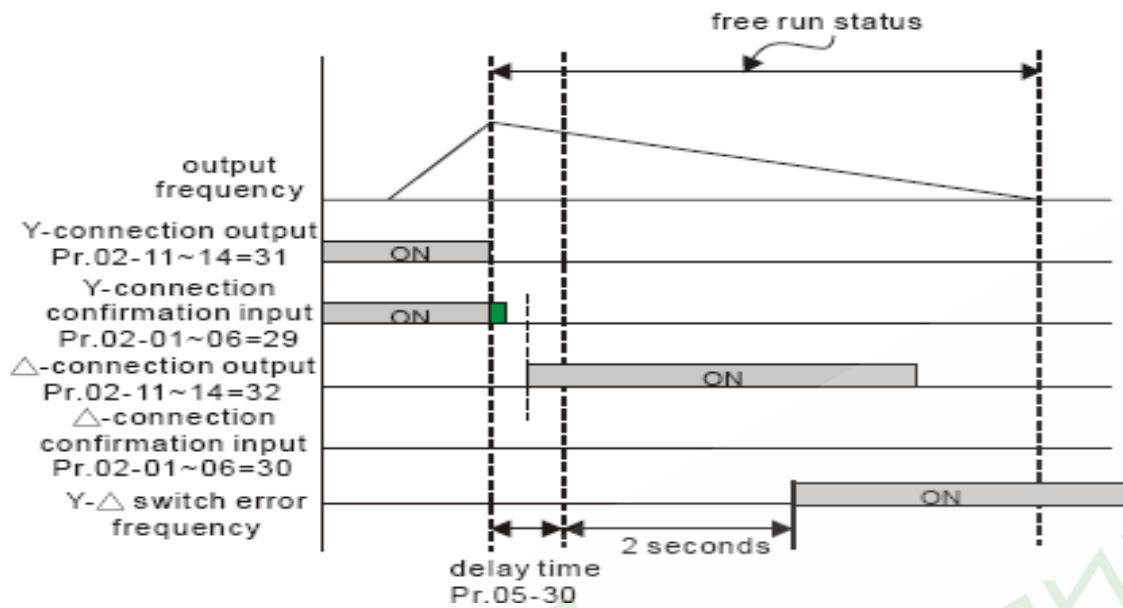 free run status
output
frequency
Y-connection output
Pr.02-11~14=31
ON
Y-connection
confirmation input
Pr.02-01~06=29
ON
△-connection output
Pr.02-11~14=32
ON
△-connection
confirmation input
Pr.02-01~06=30
Y-△ switch error
frequency
ON
2 seconds
delay time
Pr.05-30